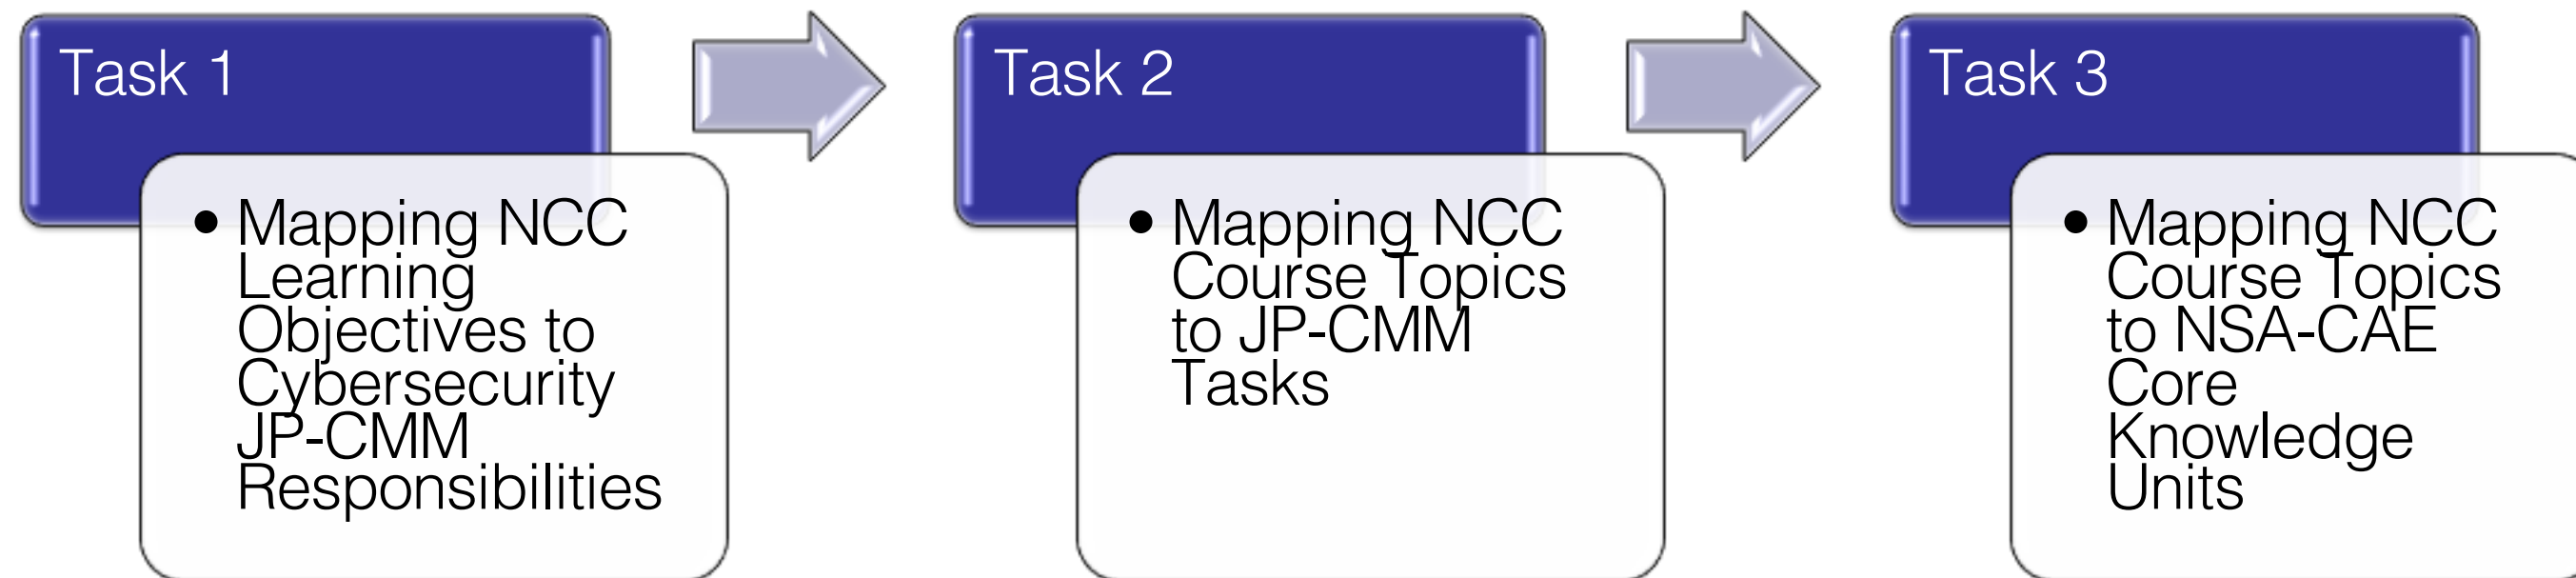 Task 1
• Mapping NCC
Learning
Objectives to
Cybersecurity
JP-CMM
Responsibilities
Task 2
• Mapping NCC
Course Topics
to JP-CMM
Tasks
Task 3
• Mapping NCC
Course Topics
to NSA-CAE
Core
Knowledge
Units